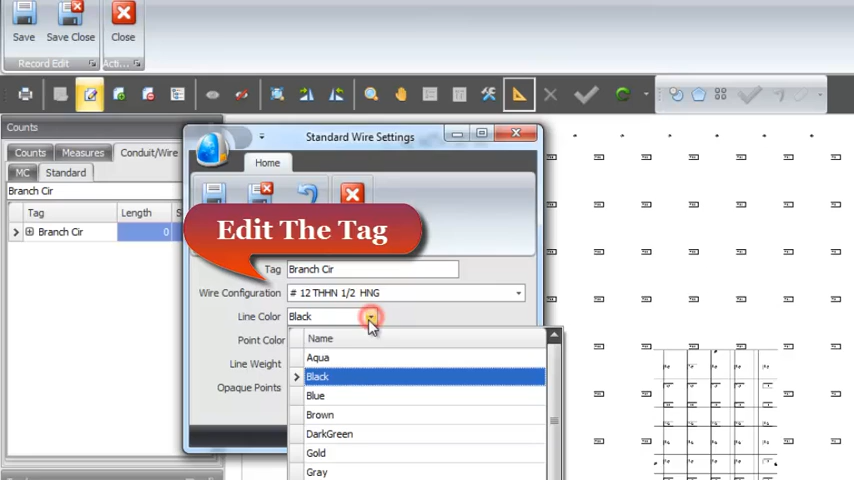 Save
Save Close
Close
Record Edit
Acti...
Counts
Counts
Measures
Conduit/Wire
MC
Standard
Branch Cir
Tag
Length
S
Branch Cir
0
Standard Wire Settings
Home
Edit The Tag
Tag
Branch Cir
Wire Configuration
# 12 THHN 1/2 HNG
Line Color
Black
Point Color
Line Weight
Opaque Points
Name
Aqua
Black
Blue
Brown
DarkGreen
Gold
Gray